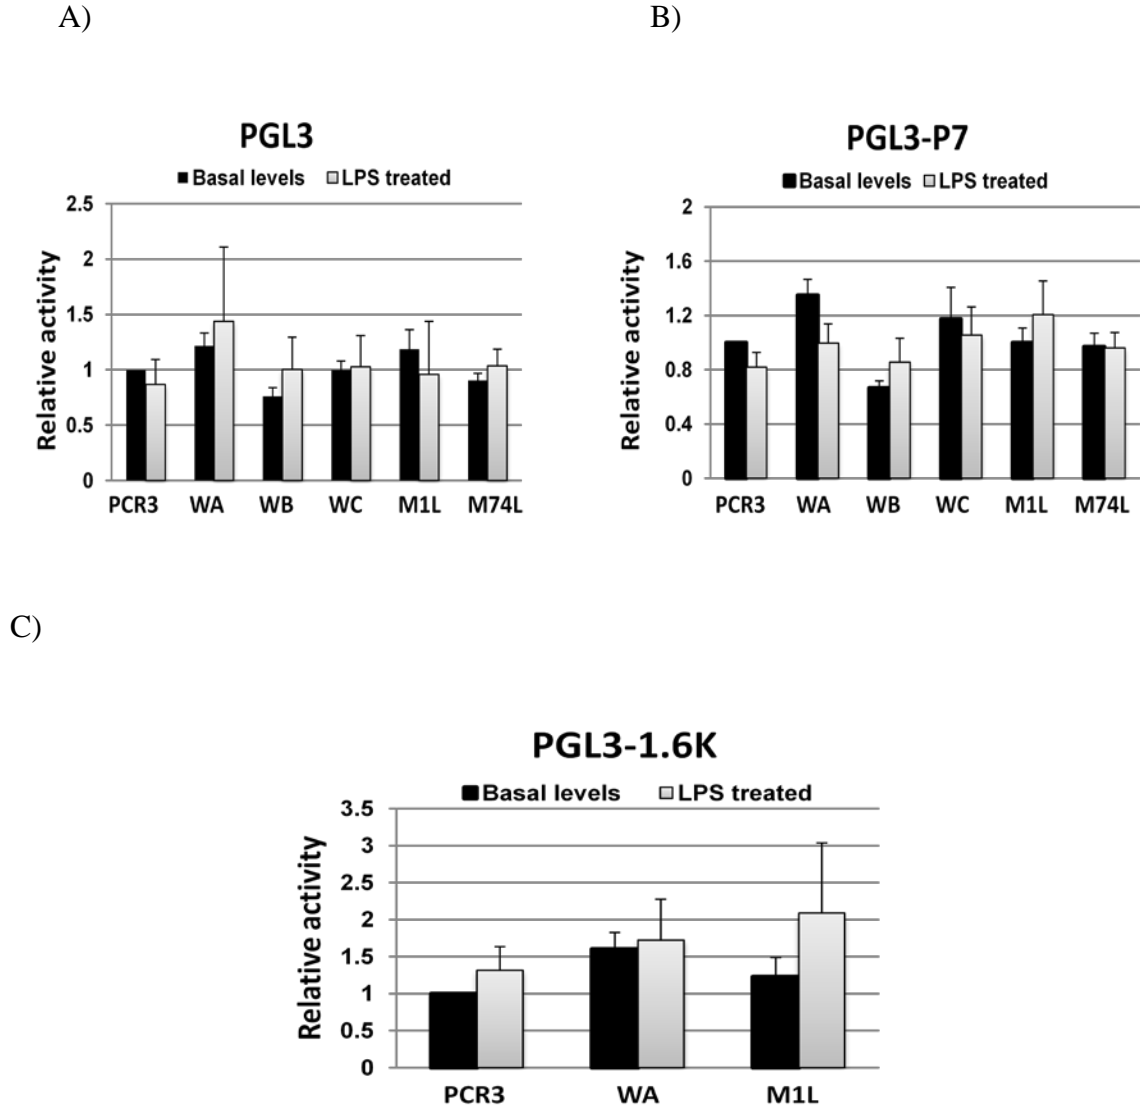 A)
B)
PGL3
Basal levels LPS treated
2.5
2
1.5
1
0.5
0
Relative activity
PCR3 WA WB WC M1L M74L
PGL3-P7
Basal levels LPS treated
2
1.6
1.2
0.8
0.4
0
Relative activity
PCR3 WA WB WC M1L M74L
C)
PGL3-1.6K
Basal levels LPS treated
3.5
3
2.5
2
1.5
1
0.5
0
Relative activity
PCR3 WA M1L